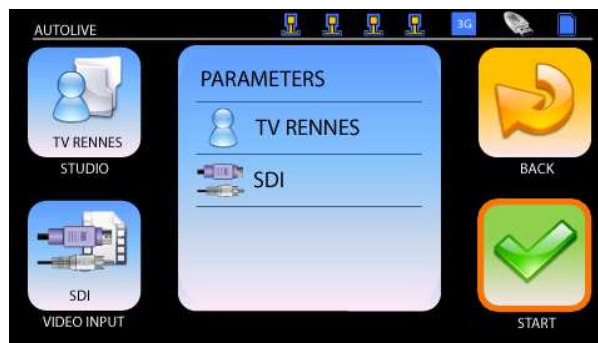 AUTOLIVE
3G
TV RENNES
STUDIO
PARAMETERS
TV RENNES
SDI
BACK
SDI
VIDEO INPUT
START